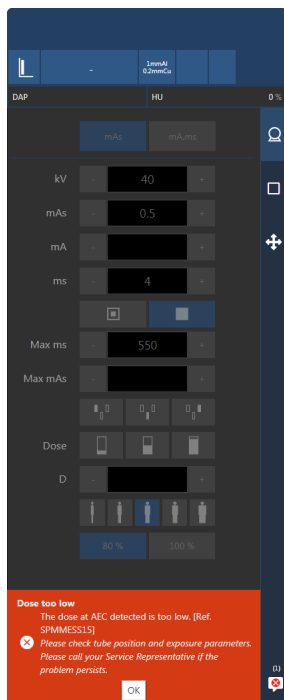 -
1mmAl
0.2mmCu
DAP HU 0 %
mAs mA.ms
kV - 40 +
mAs - 0.5 +
mA - +
ms - 4 +
Max ms - 550 +
Max mAs - +
Dose
D - +
80 % 100 %
Dose too low
The dose at AEC detected is too low. [Ref.
SPMMESS15]
Please check tube position and exposure parameters.
Please call your Service Representative if the
problem persists.
OK
(1)